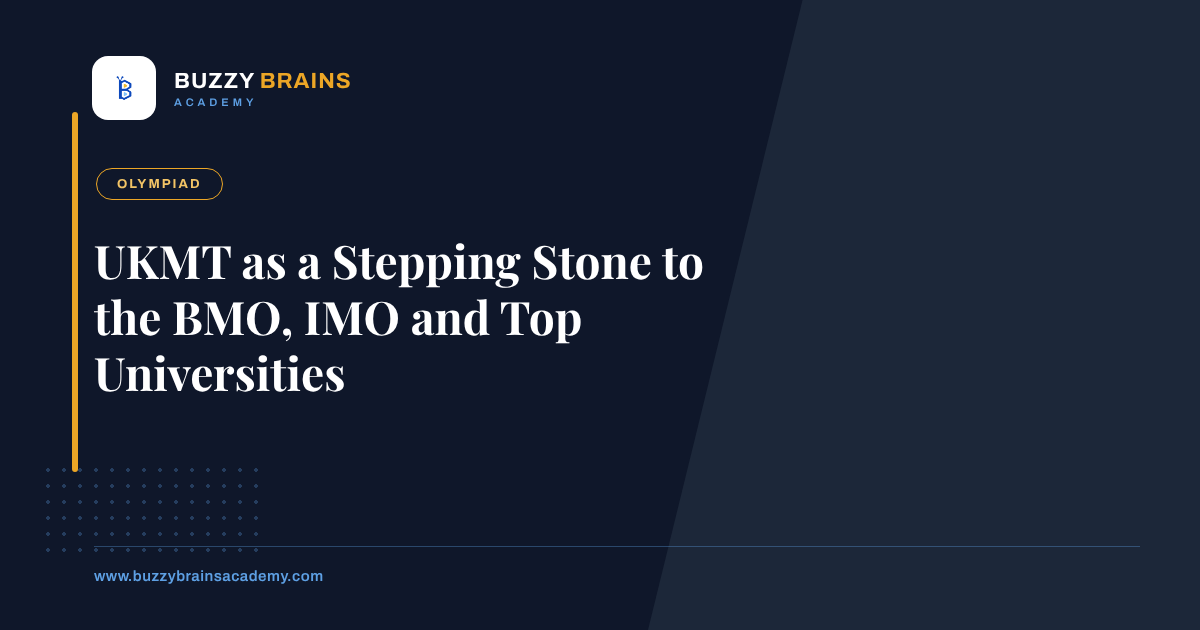 BUZZY BRAINS
ACADEMY
OLYMPIAD
UKMT as a Stepping Stone to
the BMO, IMO and Top
Universities
www.buzzybrainsacademy.com